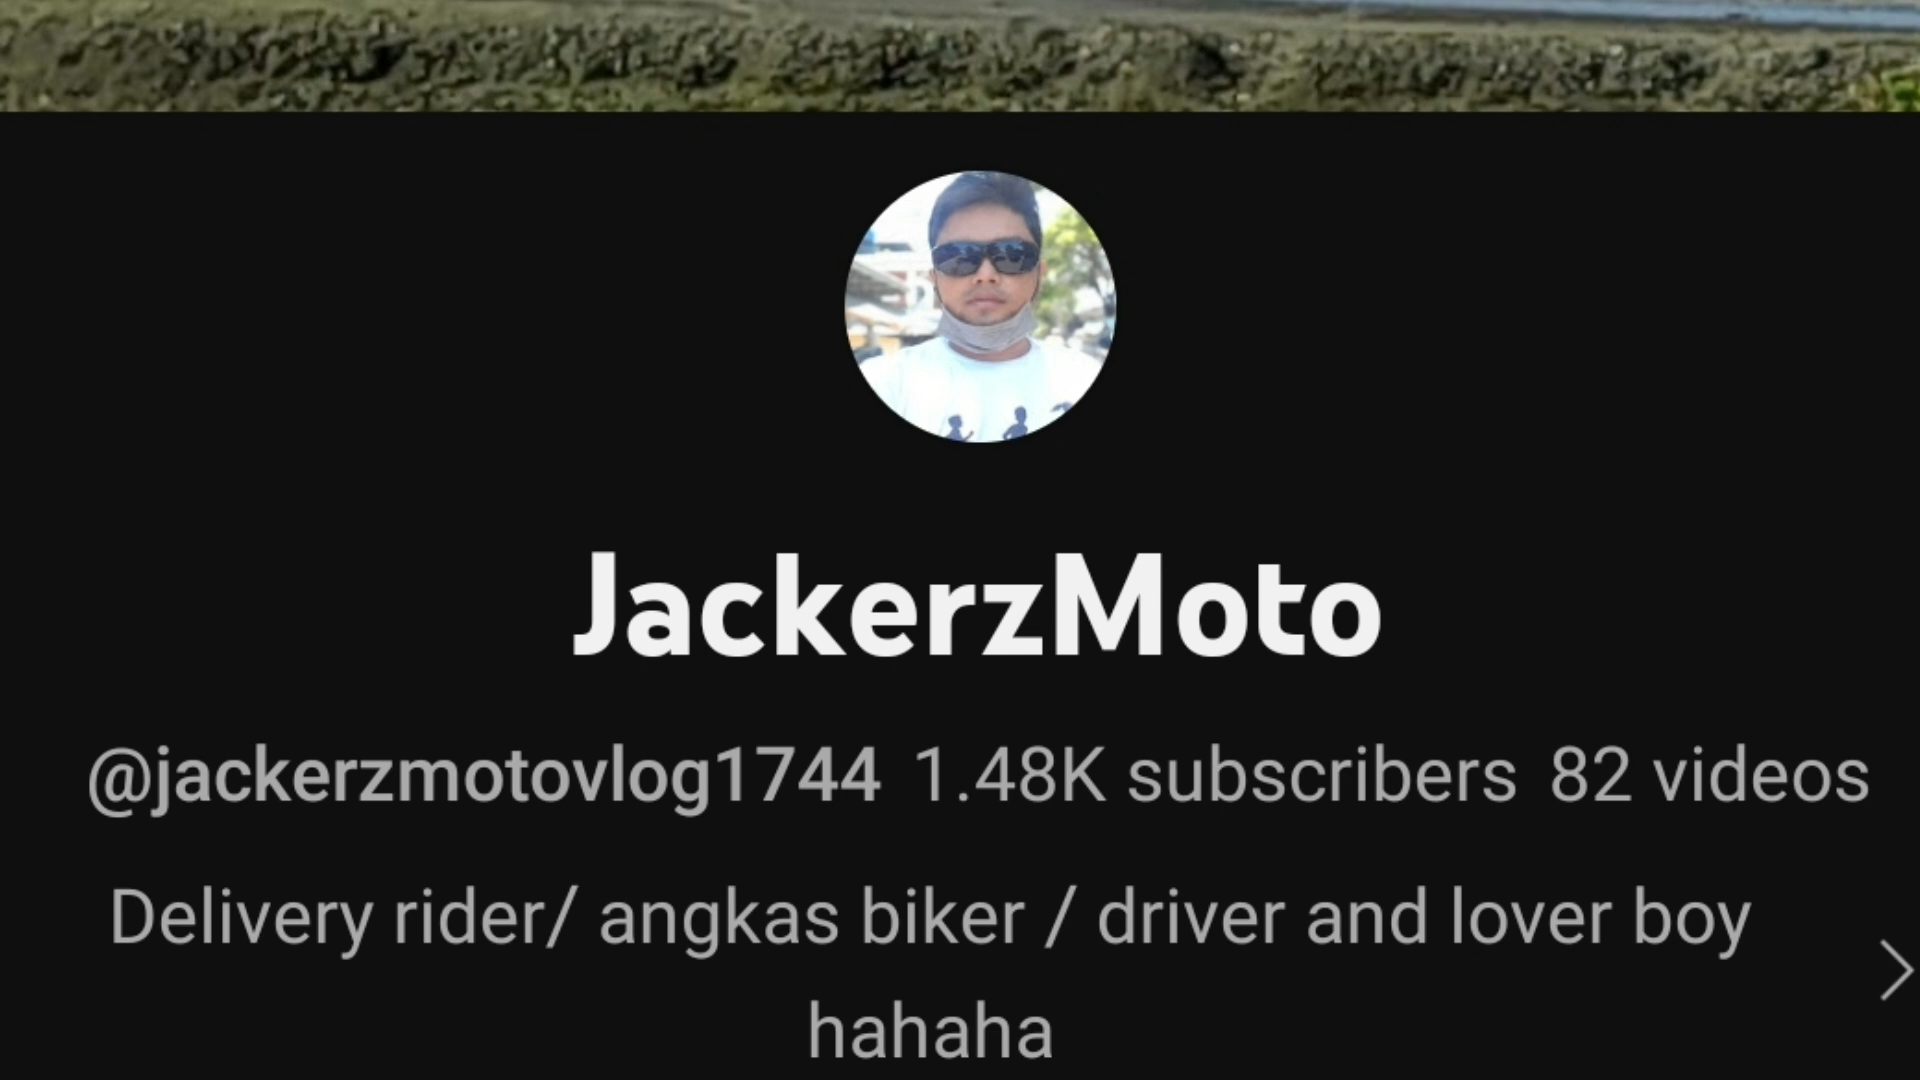 JackerzMoto
@jackerzmotovlog1744 1.48K subscribers 82 videos
Delivery rider/ angkas biker / driver and lover boy
hahaha